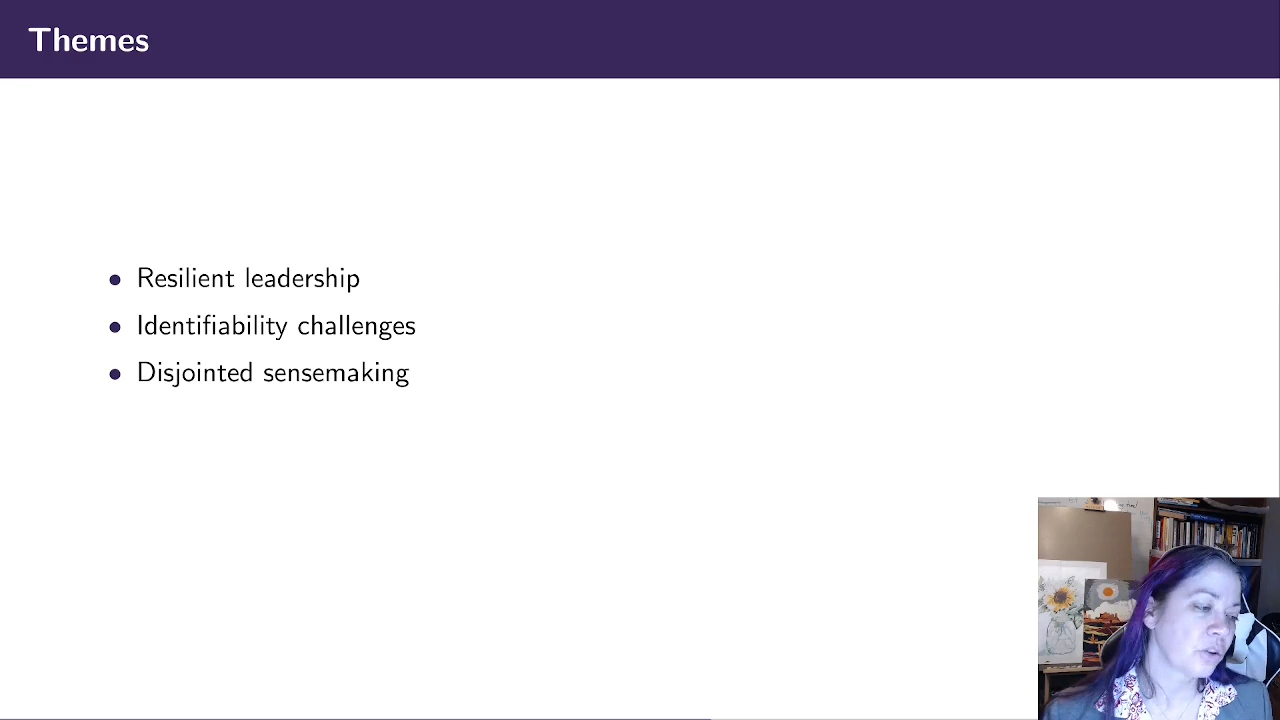 Themes
Resilient leadership
Identifiability challenges
Disjointed sensemaking